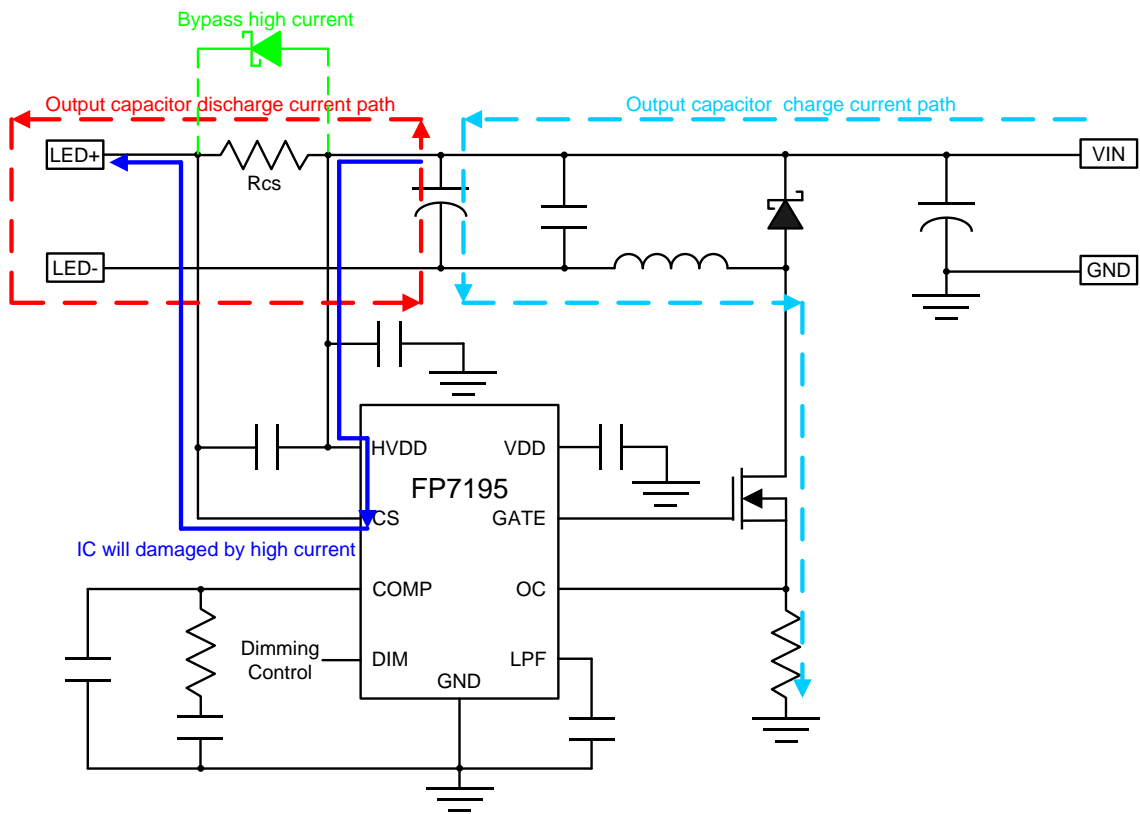 Bypass high current
Output capacitor discharge current path
Output capacitor  charge current path
LED+
Rcs
VIN
LED-
GND
HVDD
VDD
FP7195
CS
GATE
IC will damaged by high current
COMP
OC
Dimming
Control
DIM
LPF
GND